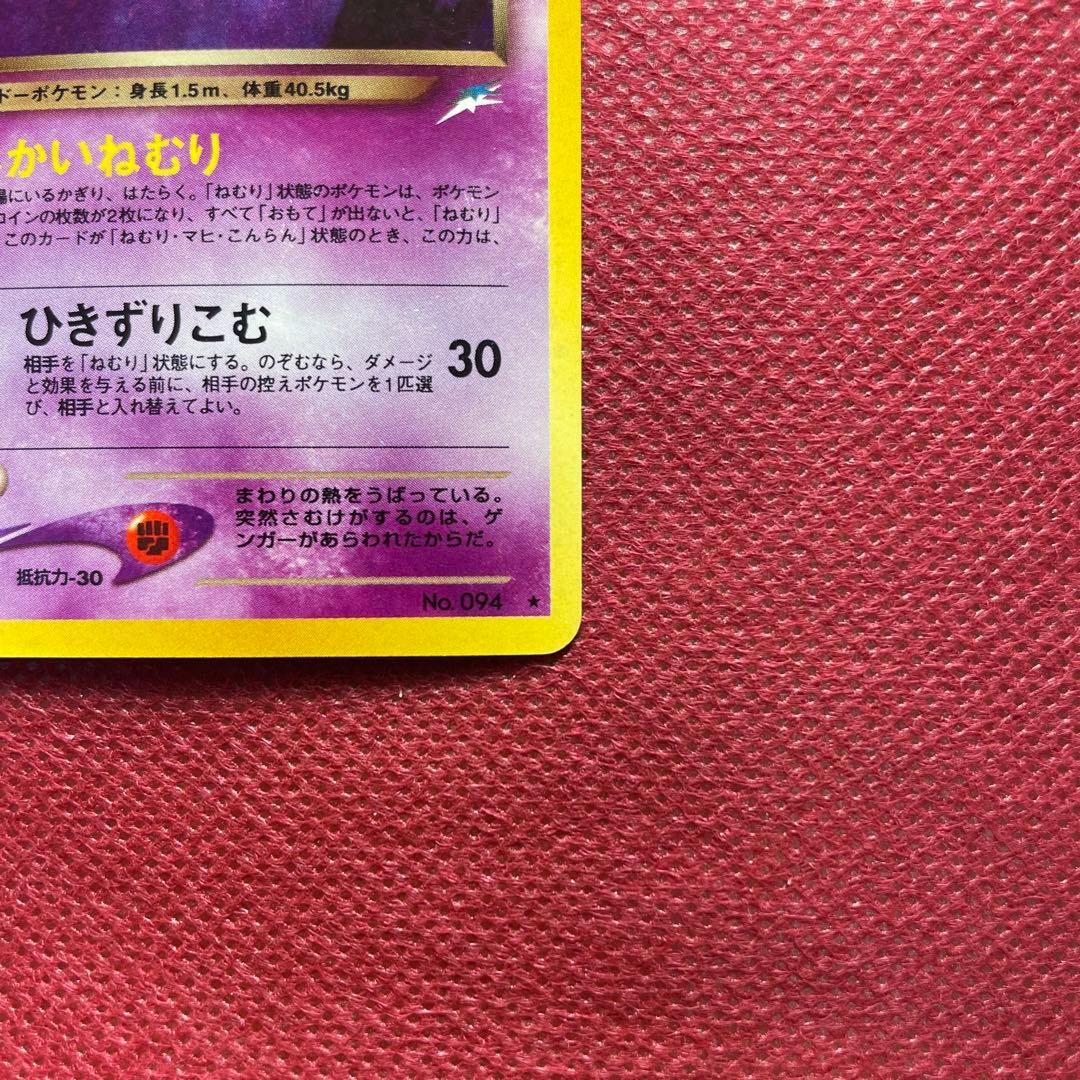 ドーポケモン：身長1.5m、体重40.5kg
かいねむり
場にいるかぎり、はたらく。「ねむり」状態のポケモンは、ポケモン
コインの枚数が2枚になり、すべて「おもて」が出ないと、「ねむり」
このカードが「ねむり・マヒ・こんらん」状態のとき、この力は、
ひきずりこむ
相手を「ねむり」状態にする。のぞむなら、ダメージ
と効果を与える前に、相手の控えポケモンを1匹選
び、相手と入れ替えてよい。
30
まわりの熱をうばっている。
突然さむけがするのは、ゲ
ンガーがあらわれたからだ。
抵抗力-30
No. 094 ★